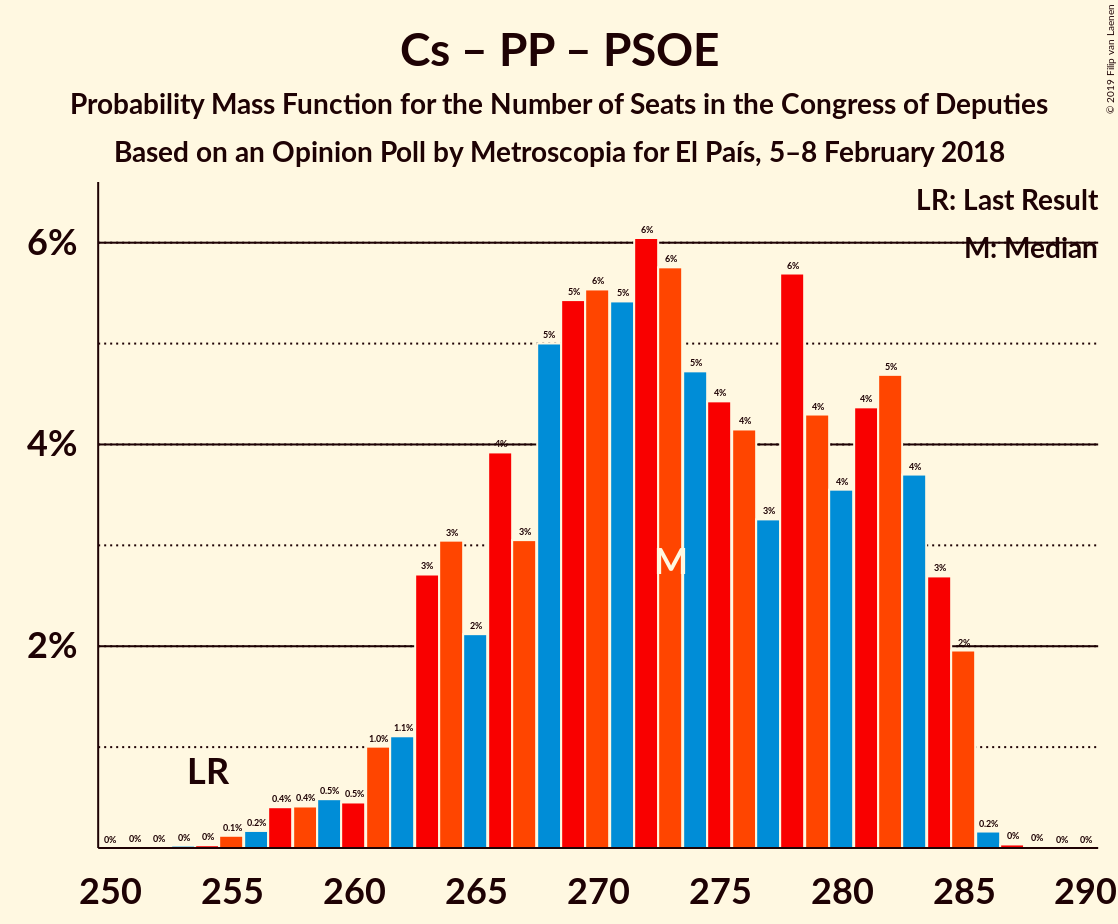 Cs – PP – PSOE
Probability Mass Function for the Number of Seats in the Congress of Deputies
Based on an Opinion Poll by Metroscopia for El País, 5–8 February 2018
© 2019 Filip van Laenen
LR: Last Result
M: Median
6%
4%
2%
0% 0% 0% 0% 0% 0.1% 0.2% 0.4% 0.4% 0.5% 0.5% 1.0% 1.1% 3% 3% 2% 4% 3% 5% 5% 6% 5% 6% 6% 5% 4% 4% 3% 6% 4% 4% 4% 5% 4% 3% 2% 0.2% 0% 0% 0% 0%
M
LR
250 255 260 265 270 275 280 285 290